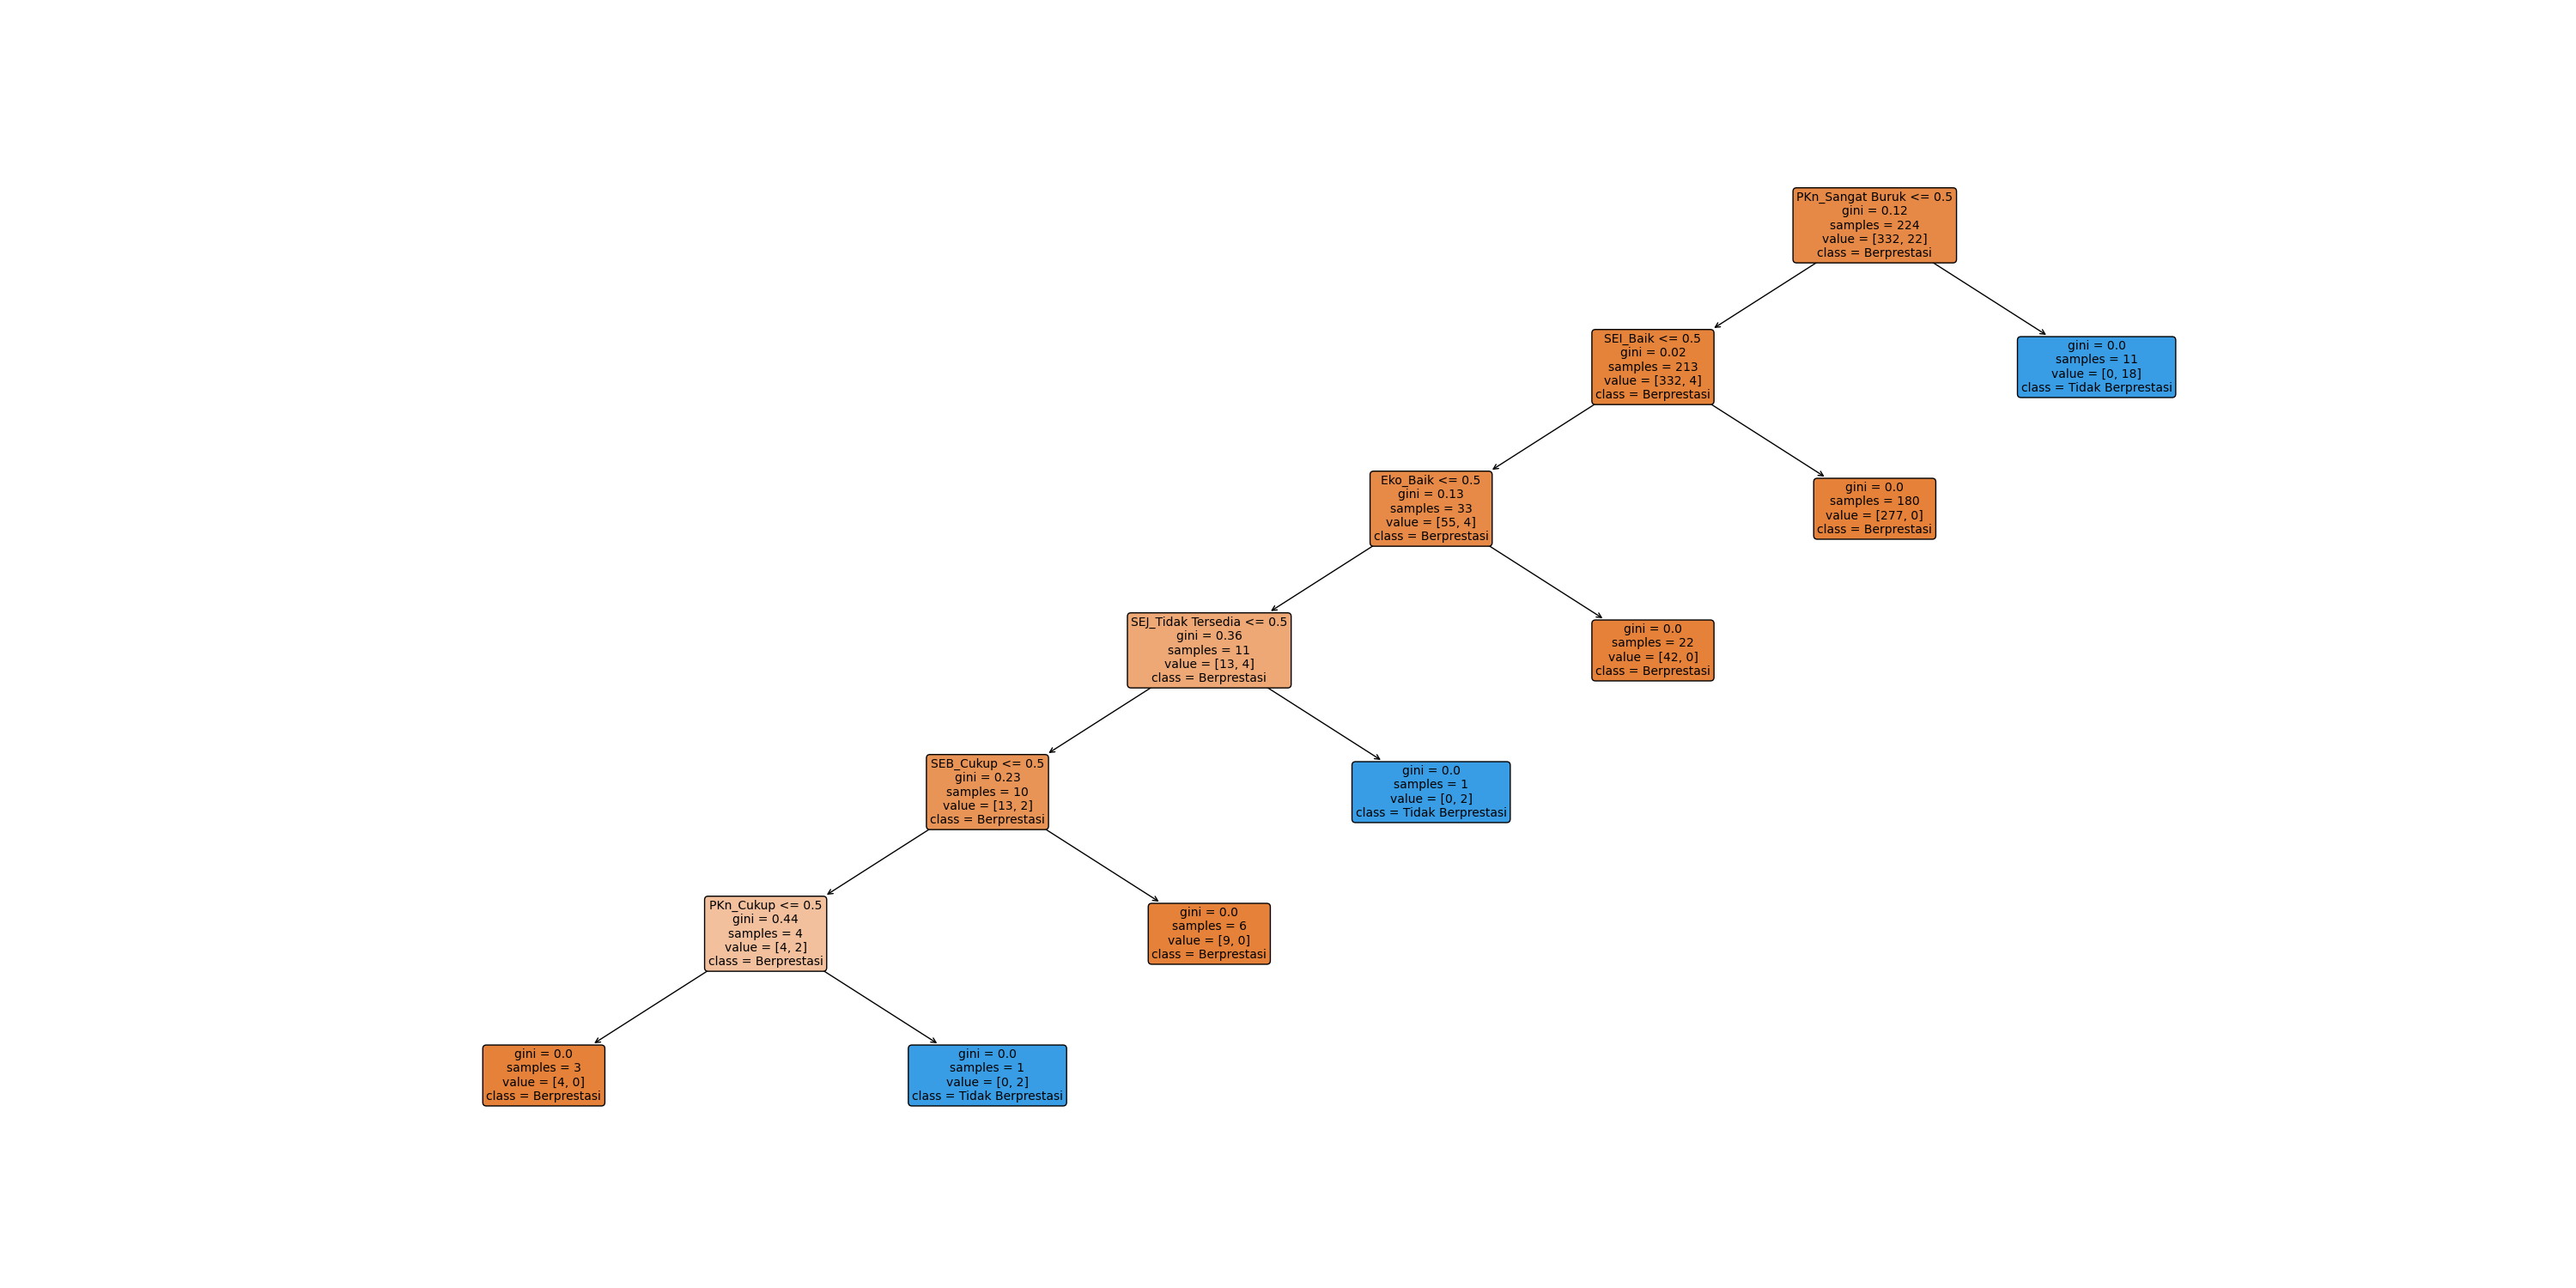 PKn_Sangat Buruk <= 0.5
gini = 0.12
samples = 224
value = [332, 22]
class = Berprestasi
SEI_Baik <= 0.5
gini = 0.02
samples = 213
value = [332, 4]
class = Berprestasi
gini = 0.0
samples = 11
value = [0, 18]
class = Tidak Berprestasi
Eko_Baik <= 0.5
gini = 0.13
samples = 33
value = [55, 4]
class = Berprestasi
gini = 0.0
samples = 180
value = [277, 0]
class = Berprestasi
SEJ_Tidak Tersedia <= 0.5
gini = 0.36
samples = 11
value = [13, 4]
class = Berprestasi
gini = 0.0
samples = 22
value = [42, 0]
class = Berprestasi
SEB_Cukup <= 0.5
gini = 0.23
samples = 10
value = [13, 2]
class = Berprestasi
gini = 0.0
samples = 1
value = [0, 2]
class = Tidak Berprestasi
PKn_Cukup <= 0.5
gini = 0.44
samples = 4
value = [4, 2]
class = Berprestasi
gini = 0.0
samples = 6
value = [9, 0]
class = Berprestasi
gini = 0.0
samples = 3
value = [4, 0]
class = Berprestasi
gini = 0.0
samples = 1
value = [0, 2]
class = Tidak Berprestasi